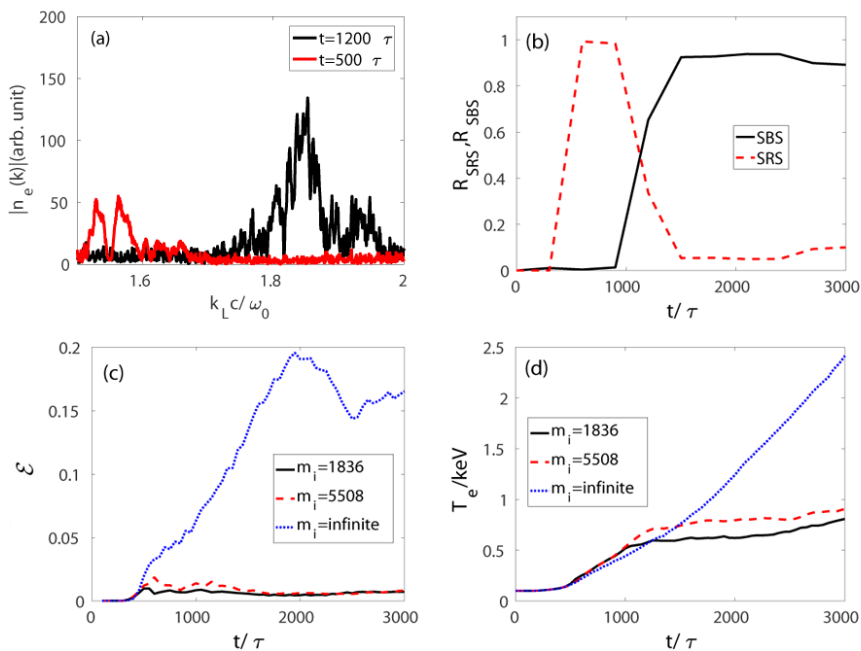 (a)
t=1200 τ
t=500 τ
|n_e(k)|(arb. unit)
200
150
100
50
0
1.6
1.8
2
k_L c/ω_0
(b)
R_SRS,R_SBS
1
0.8
0.6
0.4
0.2
0
SBS
SRS
0
1000
2000
3000
t/τ
(c)
ℰ
0.2
0.15
0.1
0.05
0
m_i=1836
m_i=5508
m_i=infinite
0
1000
2000
3000
t/τ
(d)
T_e/keV
2.5
2
1.5
1
0.5
0
m_i=1836
m_i=5508
m_i=infinite
0
1000
2000
3000
t/τ